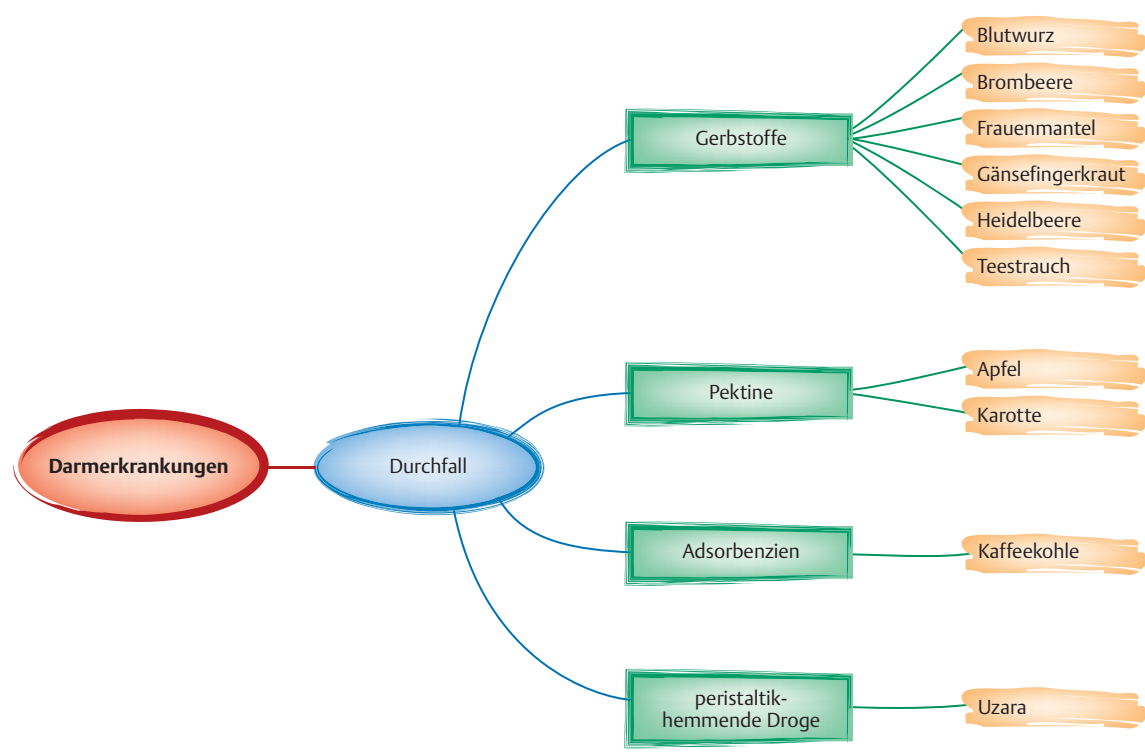 Darmerkrankungen
Durchfall
Gerbstoffe
Blutwurz
Brombeere
Frauenmantel
Gänsefingerkraut
Heidelbeere
Teestrauch
Pektine
Apfel
Karotte
Adsorbenzien
Kaffeekohle
peristaltik-
hemmende Droge
Uzara